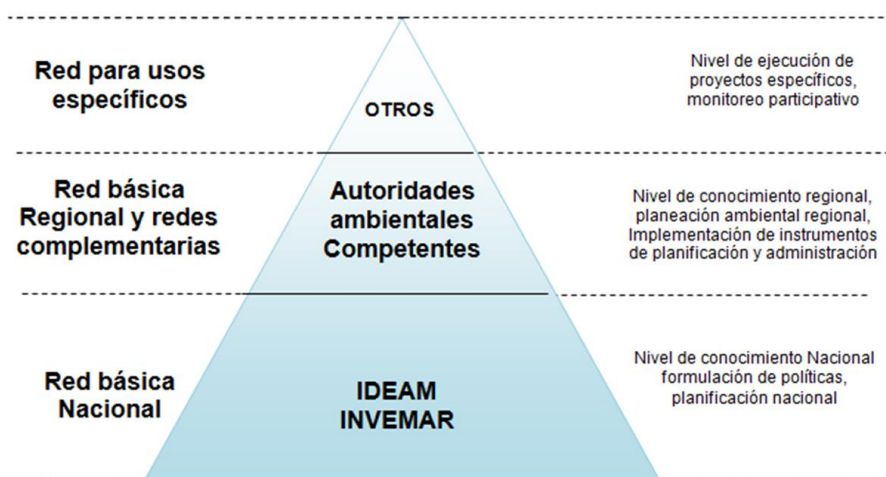 Red para usos
específicos
OTROS
Nivel de ejecución de
proyectos específicos,
monitoreo participativo
Red básica
Regional y redes
complementarias
Autoridades
ambientales
Competentes
Nivel de conocimiento regional,
planeación ambiental regional,
Implementación de instrumentos
de planificación y administración
Red básica
Nacional
IDEAM
INVEMAR
Nivel de conocimiento Nacional
formulación de políticas,
planificación nacional